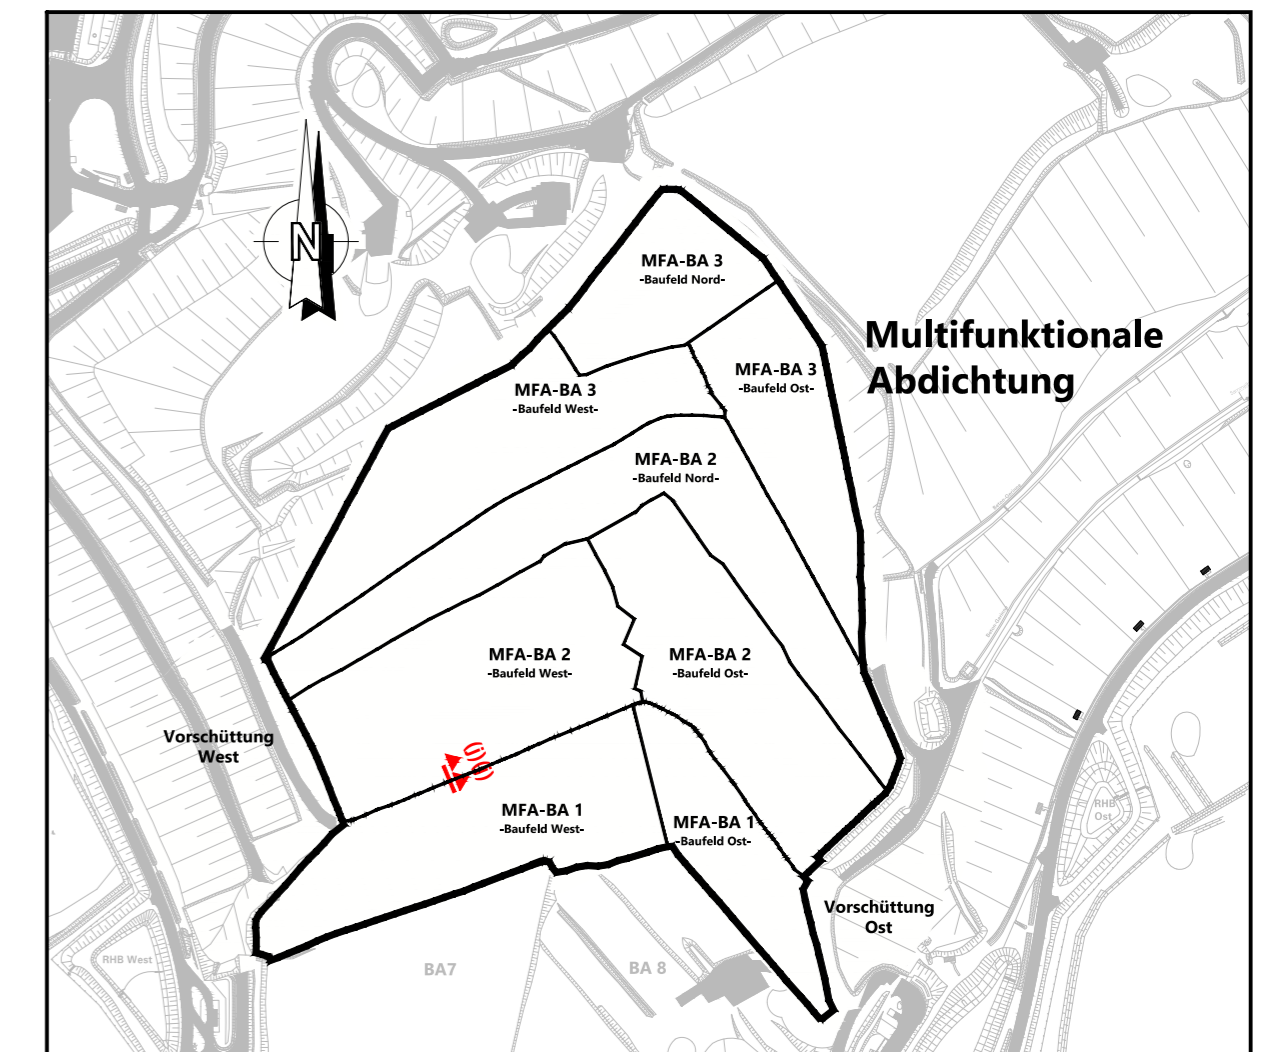 N
MFA-BA 3
-Baufeld Nord-
Multifunktionale
Abdichtung
MFA-BA 3
-Baufeld Ost-
MFA-BA 3
-Baufeld West-
MFA-BA 2
-Baufeld Nord-
MFA-BA 2
-Baufeld West-
MFA-BA 2
-Baufeld Ost-
Vorschüttung
West
MFA-BA 1
-Baufeld West-
MFA-BA 1
-Baufeld Ost-
RHB
Ost
Vorschüttung
Ost
RHB West
BA7
BA 8